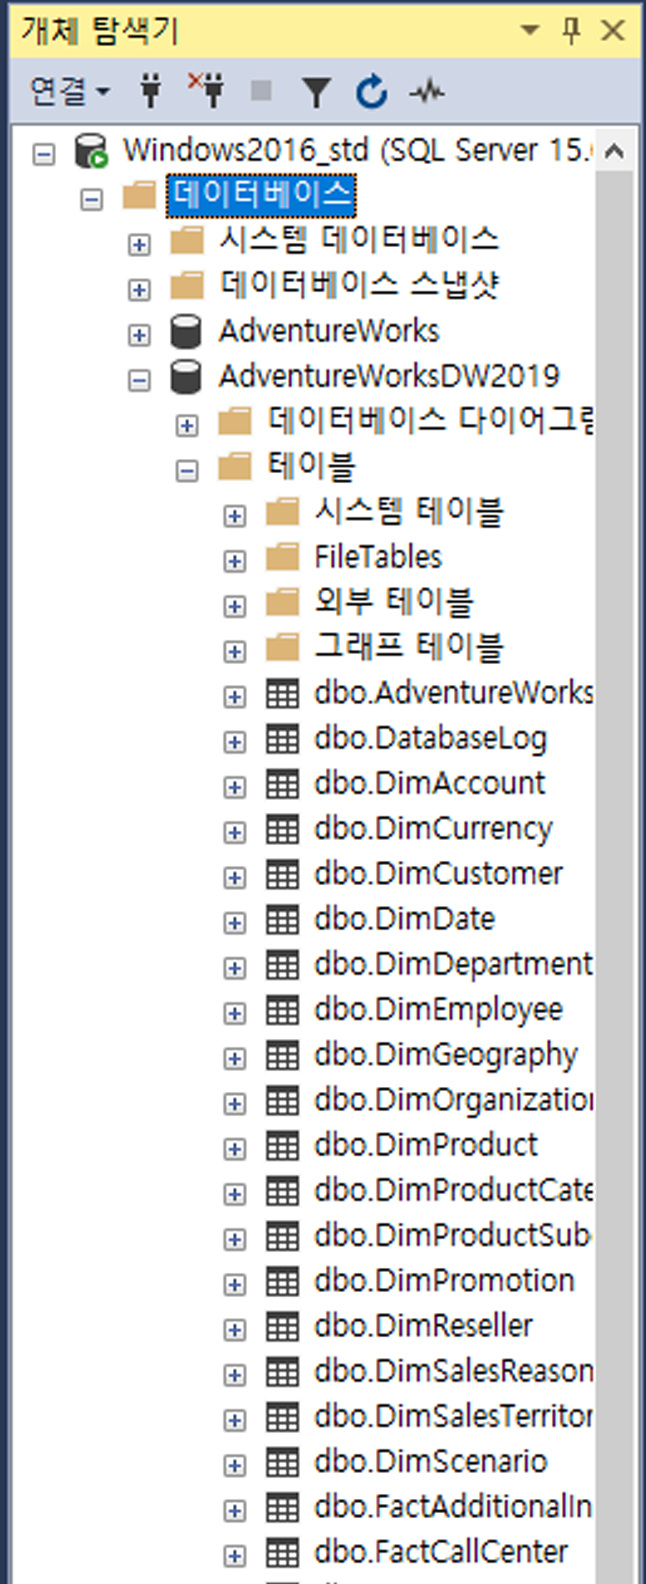 개체 탐색기
연결
Windows2016_std (SQL Server 15.
데이터베이스
시스템 데이터베이스
데이터베이스 스냅샷
AdventureWorks
AdventureWorksDW2019
데이터베이스 다이어그램
테이블
시스템 테이블
FileTables
외부 테이블
그래프 테이블
dbo.AdventureWorks
dbo.DatabaseLog
dbo.DimAccount
dbo.DimCurrency
dbo.DimCustomer
dbo.DimDate
dbo.DimDepartment
dbo.DimEmployee
dbo.DimGeography
dbo.DimOrganization
dbo.DimProduct
dbo.DimProductCate
dbo.DimProductSub
dbo.DimPromotion
dbo.DimReseller
dbo.DimSalesReason
dbo.DimSalesTerritor
dbo.DimScenario
dbo.FactAdditionalIn
dbo.FactCallCenter